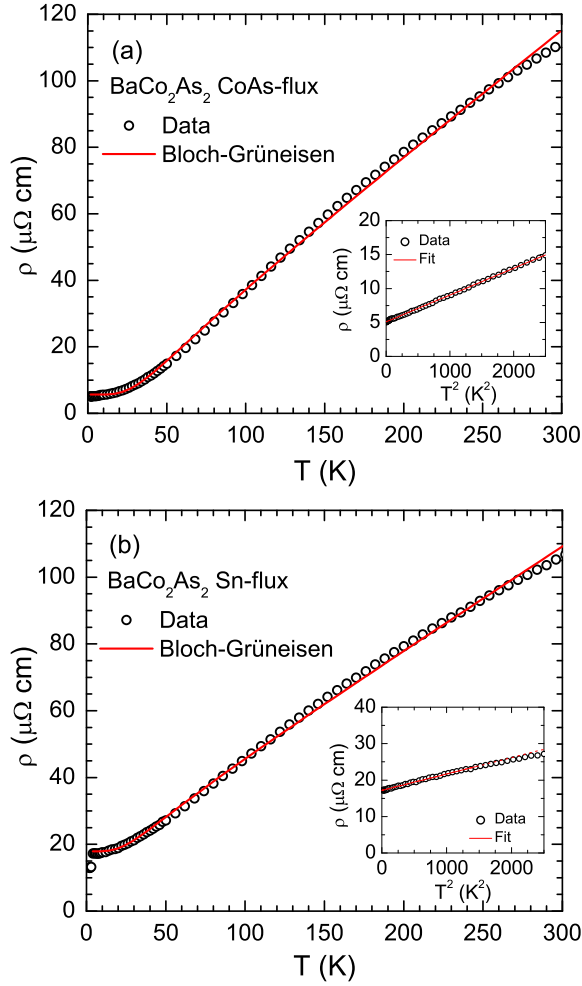 120
(a)
BaCo₂As₂ CoAs-flux
Data
Bloch-Grüneisen
100
80
60
40
20
0
ρ (μΩ cm)
20
15
10
5
0
ρ (μΩ cm)
Data
Fit
0 1000 2000
T² (K²)
0 50 100 150 200 250 300
T (K)
120
(b)
BaCo₂As₂ Sn-flux
Data
Bloch-Grüneisen
100
80
60
40
20
0
ρ (μΩ cm)
40
30
20
10
0
ρ (μΩ cm)
Data
Fit
0 1000 2000
T² (K²)
0 50 100 150 200 250 300
T (K)